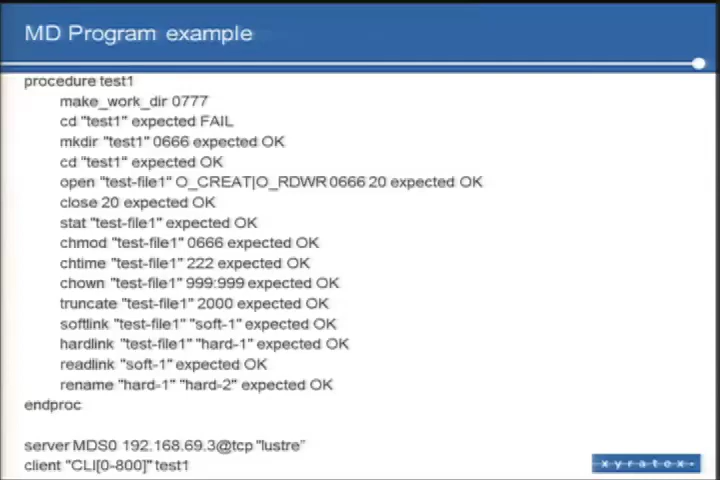 MD Program example
procedure test1
make_work_dir 0777
cd "test1" expected FAIL
mkdir "test1" 0666 expected OK
cd "test1" expected OK
open "test-file1" O_CREAT|O_RDWR 0666 20 expected OK
close 20 expected OK
stat "test-file1" expected OK
chmod "test-file1" 0666 expected OK
chtime "test-file1" 222 expected OK
chown "test-file1" 999:999 expected OK
truncate "test-file1" 2000 expected OK
softlink "test-file1" "soft-1" expected OK
hardlink "test-file1" "hard-1" expected OK
readlink "soft-1" expected OK
rename "hard-1" "hard-2" expected OK
endproc
server MDS0 192.168.69.3@tcp "lustre"
client "CLI[0-800]" test1
xyratex